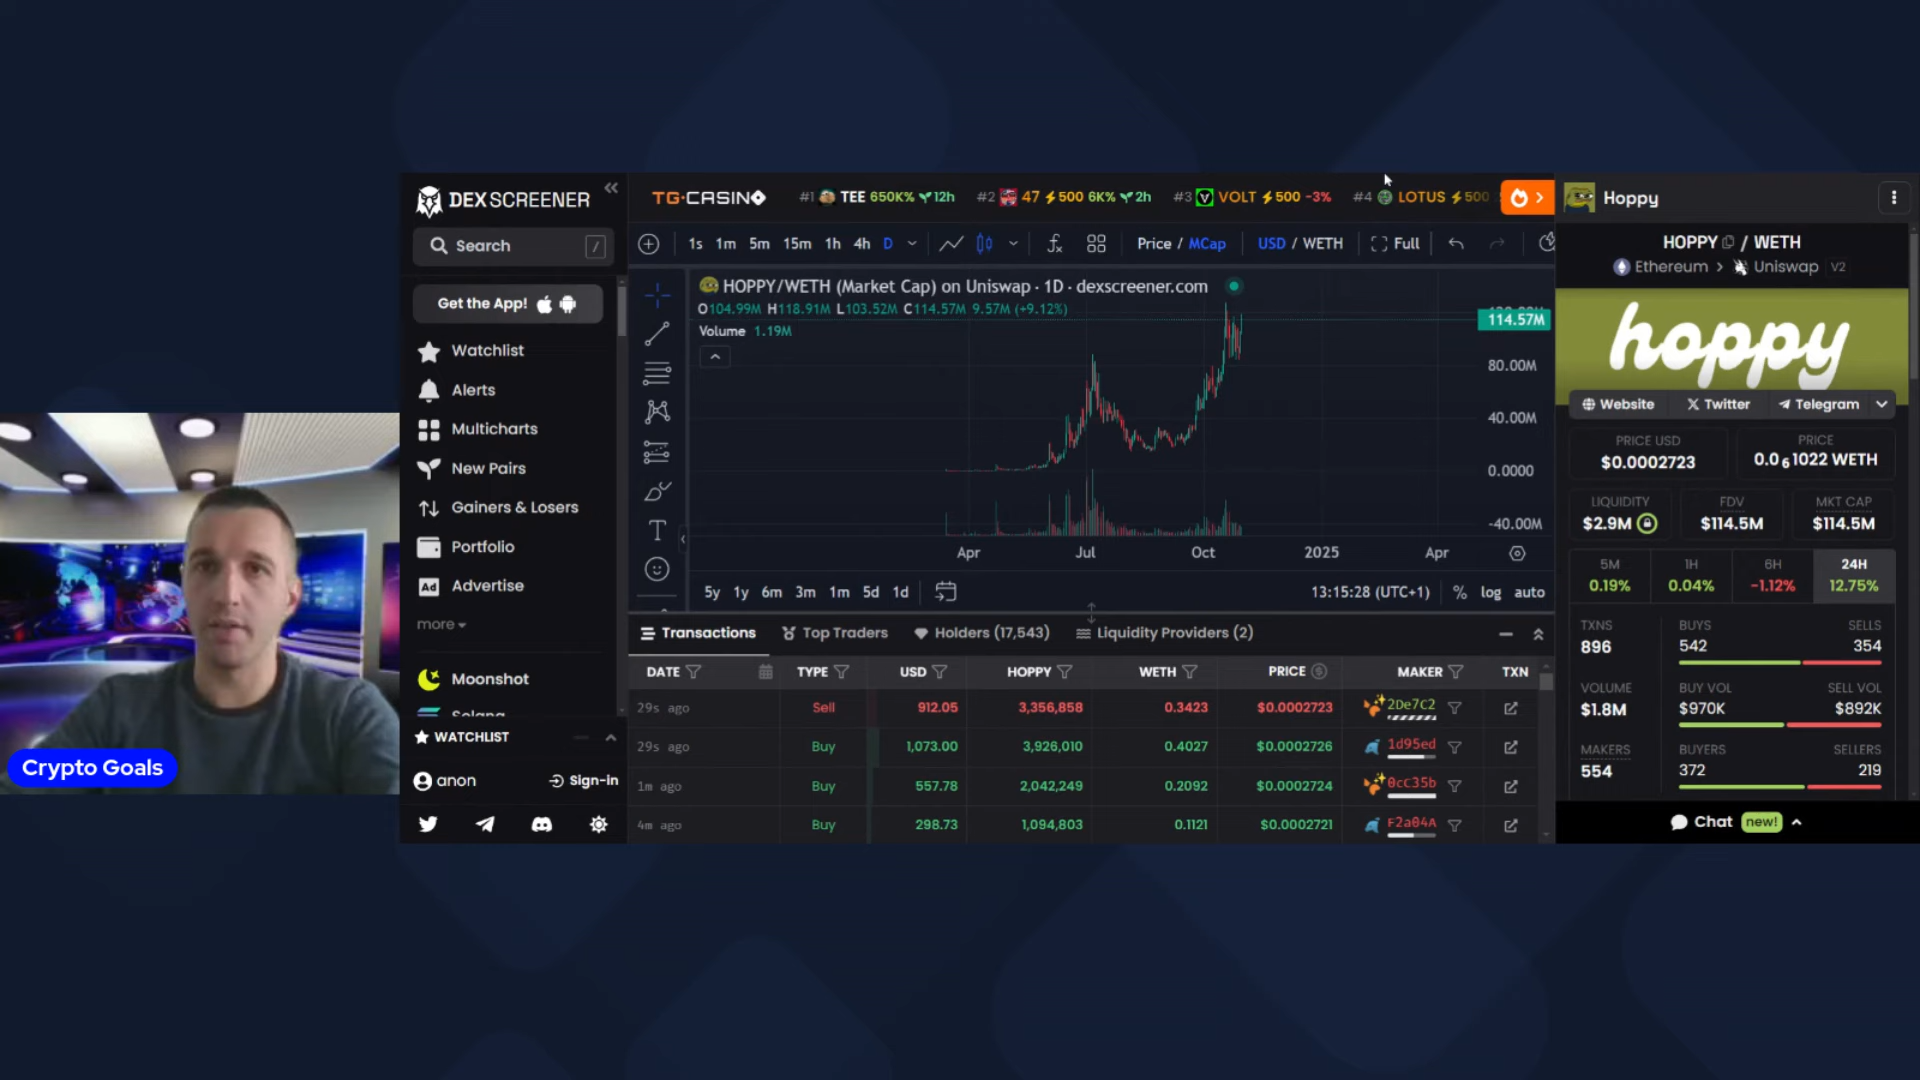 DEXSCREENER
Search /
Get the App!
Watchlist
Alerts
Multicharts
New Pairs
Gainers & Losers
Portfolio
Ad Advertise
more
Moonshot
Solana
WATCHLIST
anon Sign-in
Crypto Goals
TG.CASINO #1 TEE 650K% 12h #2 47 500 6K% 2h #3 VOLT 500 -3% #4 LOTUS 500
1s 1m 5m 15m 1h 4h D Price / MCap USD / WETH Full
HOPPY/WETH (Market Cap) on Uniswap · 1D · dexscreener.com
O104.99M H118.91M L103.52M C114.57M 9.57M (+9.12%)
Volume 1.19M
114.57M
80.00M
40.00M
0.0000
-40.00M
Apr Jul Oct 2025 Apr
5y 1y 6m 3m 1m 5d 1d 13:15:28 (UTC+1) % log auto
Transactions Top Traders Holders (17,543) Liquidity Providers (2)
DATE TYPE USD HOPPY WETH PRICE MAKER TXN
29s ago Sell 912.05 3,356,858 0.3423 $0.0002723 2De7C2
29s ago Buy 1,073.00 3,926,010 0.4027 $0.0002726 1d95ed
1m ago Buy 557.78 2,042,249 0.2092 $0.0002724 0cC35b
4m ago Buy 298.73 1,094,803 0.1121 $0.0002721 F2a04A
Hoppy
HOPPY / WETH
Ethereum > Uniswap V2
hoppy
Website Twitter Telegram
PRICE USD PRICE
$0.0002723 0.0₆1022 WETH
LIQUIDITY FDV MKT CAP
$2.9M $114.5M $114.5M
5M 1H 6H 24H
0.19% 0.04% -1.12% 12.75%
TXNS BUYS SELLS
896 542 354
VOLUME BUY VOL SELL VOL
$1.8M $970K $892K
MAKERS BUYERS SELLERS
554 372 219
Chat new!